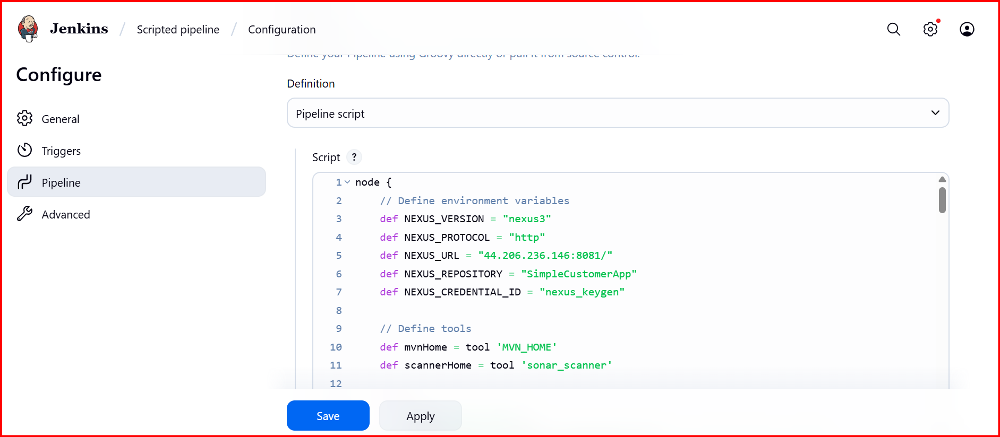 Jenkins / Scripted pipeline / Configuration
Configure
General
Triggers
Pipeline
Advanced
Define your Pipeline using Groovy directly or pull it from source control.
Definition
Pipeline script
Script ?
1 node {
2 // Define environment variables
3 def NEXUS_VERSION = "nexus3"
4 def NEXUS_PROTOCOL = "http"
5 def NEXUS_URL = "44.206.236.146:8081/"
6 def NEXUS_REPOSITORY = "SimpleCustomerApp"
7 def NEXUS_CREDENTIAL_ID = "nexus_keygen"
8
9 // Define tools
10 def mvnHome = tool 'MVN_HOME'
11 def scannerHome = tool 'sonar_scanner'
12
Save Apply